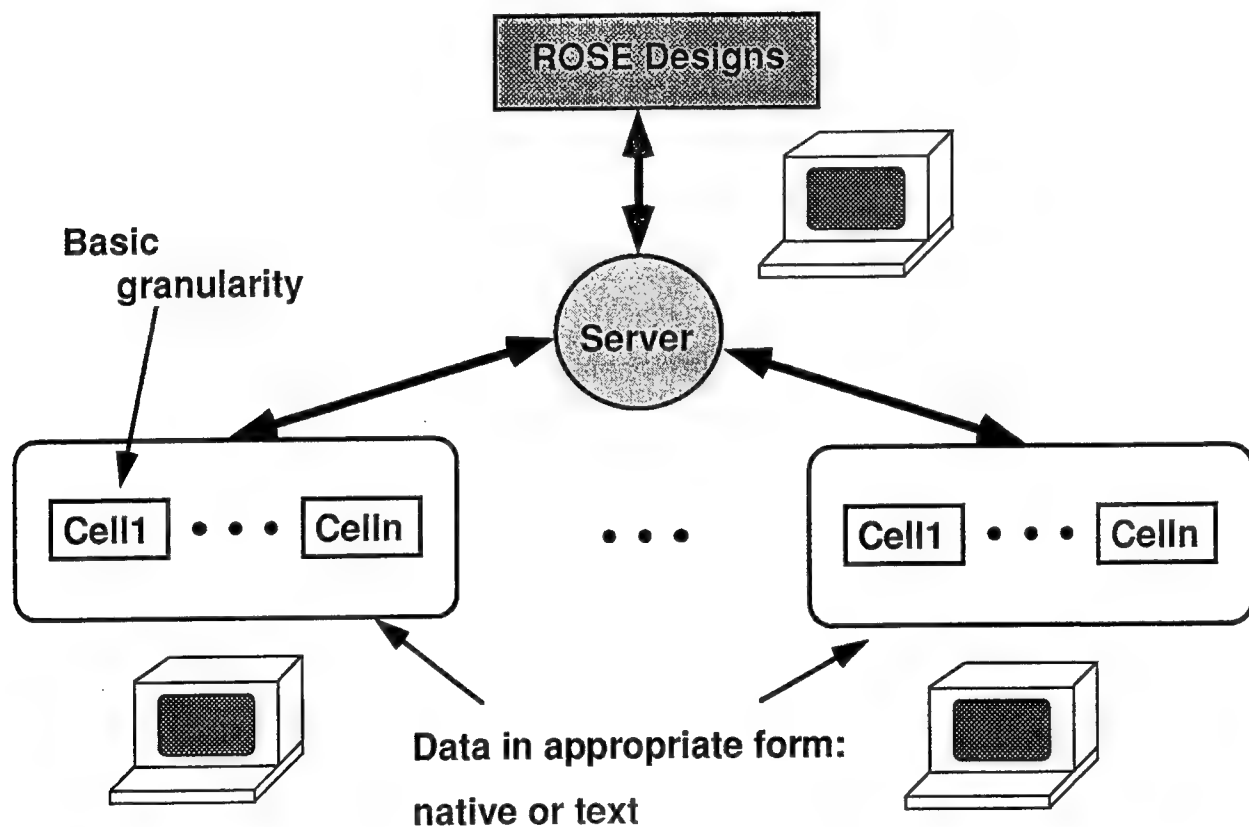 ROSE Designs
Basic
granularity
Server
Cell1 • • • Celln
• • •
Cell1 • • • Celln
Data in appropriate form:
native or text